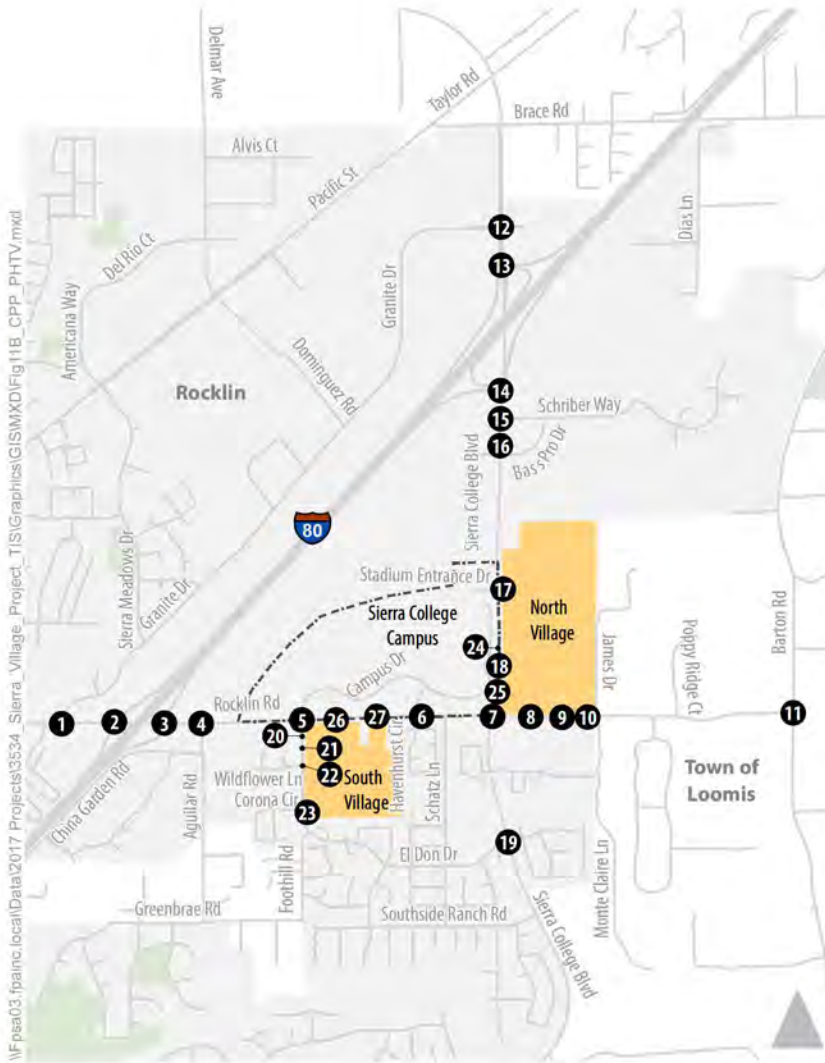 Delmar Ave
Taylor Rd
Brace Rd
Alvis Ct
Pacific St
Dias Ln
12
Del Rio Ct
13
Granite Dr
Americana Way
Dominguez Rd
Rocklin
14
15
Schriber Way
16
Bass Pro Dr
Sierra College Blvd
80
Stadium Entrance Dr
17
Sierra Meadows Dr
Granite Dr
Sierra College
Campus
North
Village
24
18
James Dr
Poppy Ridge Ct
Barton Rd
Campus Dr
25
Rocklin Rd
1
2
3
4
5
26
27
6
7
8
9
10
11
20
21
22
China Garden Rd
Aguilar Rd
Wildflower Ln
Corona Cir
South
Village
Havenhurst Cir
Schatz Ln
Town of
Loomis
23
19
El Don Dr
Foothill Rd
Monte Claire Ln
Greenbrae Rd
Southside Ranch Rd
Sierra College Blvd
\\Fpsa03.fpainc.local\Data\2017 Projects\3534_Sierra_Village_Project_TIS\Graphics\GIS\MXD\Fig11B_CPP_PHTV.mxd